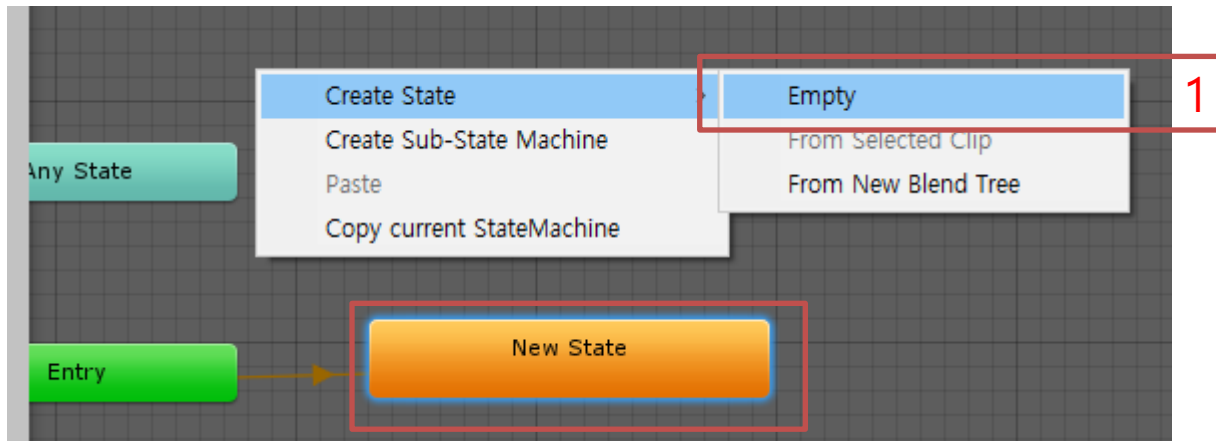 Create State
Empty
1
Create Sub-State Machine
From Selected Clip
Any State
Paste
From New Blend Tree
Copy current StateMachine
New State
Entry